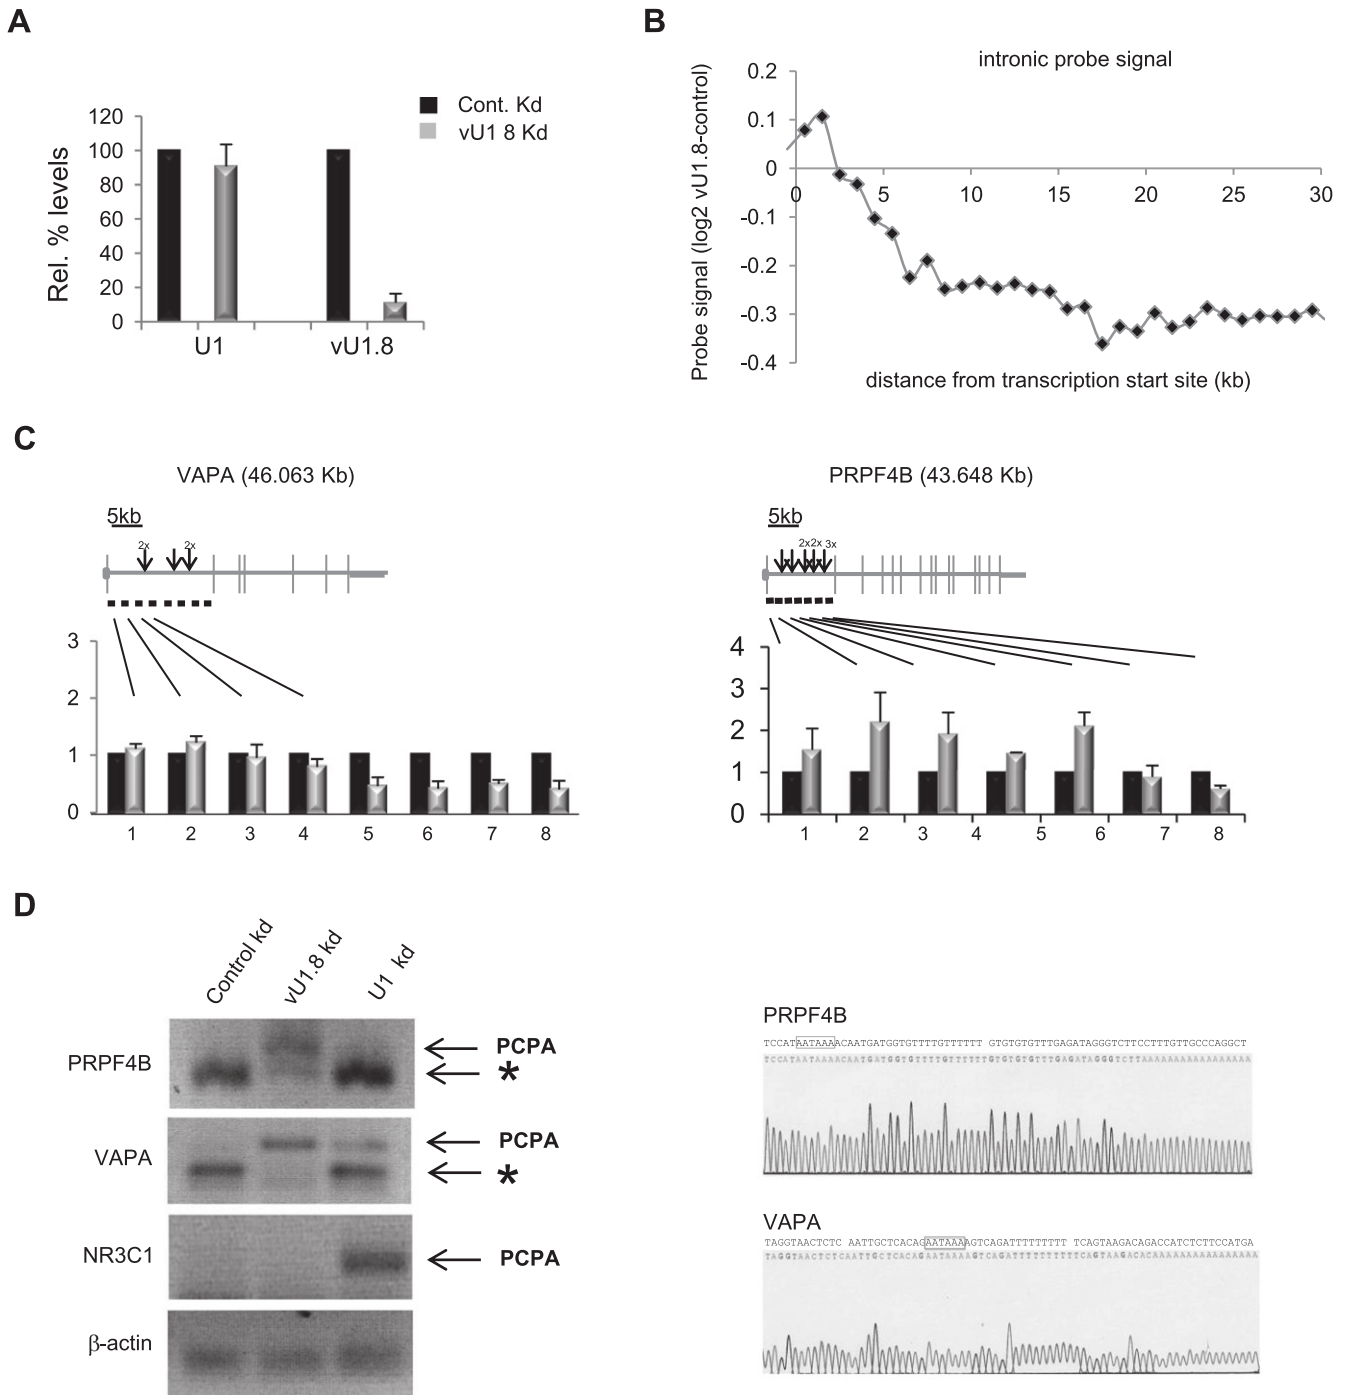 A
Cont. Kd
vU1 8 Kd
Rel. % levels
120
100
80
60
40
20
0
U1
vU1.8
B
intronic probe signal
Probe signal (log2 vU1.8-control)
0.2
0.1
0
-0.1
-0.2
-0.3
-0.4
0 5 10 15 20 25 30
distance from transcription start site (kb)
C
VAPA (46.063 Kb)
5kb
2x 2x
3
2
1
0
1 2 3 4 5 6 7 8
PRPF4B (43.648 Kb)
5kb
2x2x 3x
4
3
2
1
0
1 2 3 4 5 6 7 8
D
Control kd
vU1.8 kd
U1 kd
PRPF4B
PCPA
*
VAPA
PCPA
*
NR3C1
PCPA
β-actin
PRPF4B
TCCATAATAAAACAATGATGGTGTTTTGTTTTTT GTGTGTGTTTGAGATAGGGTCTTCCTTTGTTGCCCAGGCT
TCCATAATAAAACAATGATGGTGTTTTGTTTTTTGTGTGTGTTTGAGATAGGGTCTTAAAAAAAAAAAAAAAAA
VAPA
TAGGTAACTCTC AATTGCTCACAGAATAAAAGTCAGATTTTTTTTT TCAGTAAGACAGACCATCTCTTCCATGA
TAGGTAACTCTCAATTGCTCACAGAATAAAAGTCAGATTTTTTTTTTCAGTAAGACACAAAAAAAAAAAAAAAA